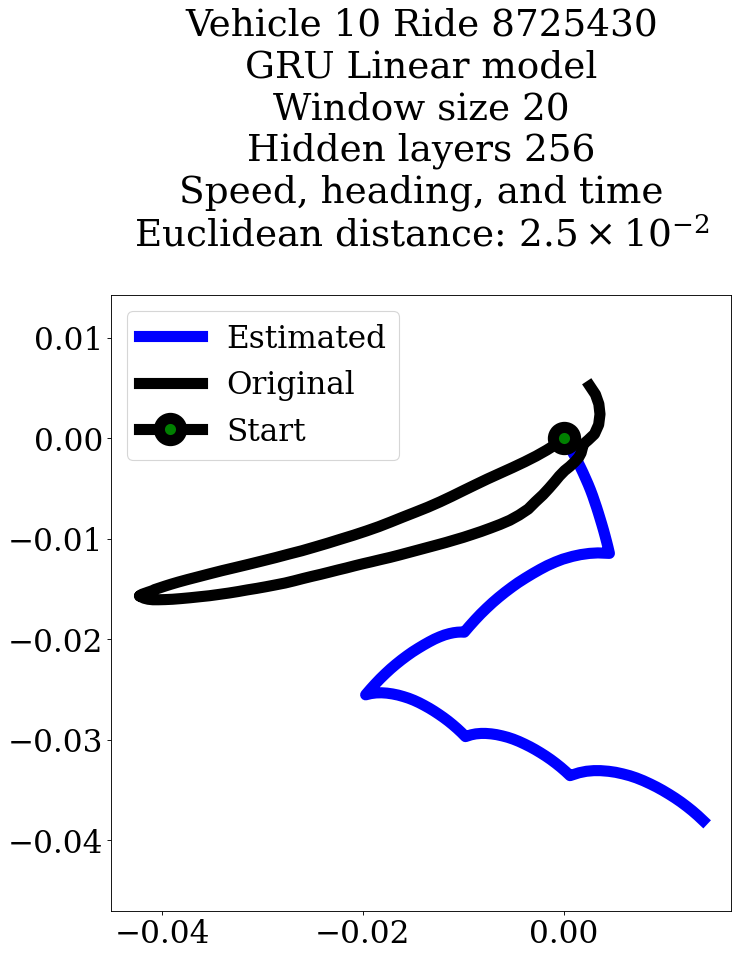 Vehicle 10 Ride 8725430
GRU Linear model
Window size 20
Hidden layers 256
Speed, heading, and time
Euclidean distance: 2.5 × 10⁻²
Estimated
Original
Start
0.01
0.00
−0.01
−0.02
−0.03
−0.04
−0.04 −0.02 0.00